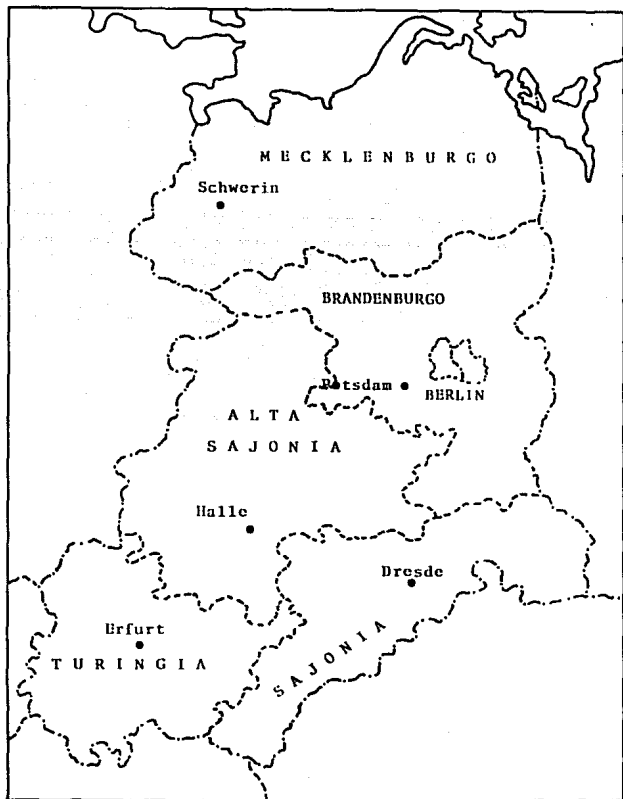 MECKLENBURGO
Schwerin
BRANDENBURGO
Potsdam
BERLIN
ALTA
SAJONIA
Halle
Dresde
Erfurt
TURINGIA
SAJONIA